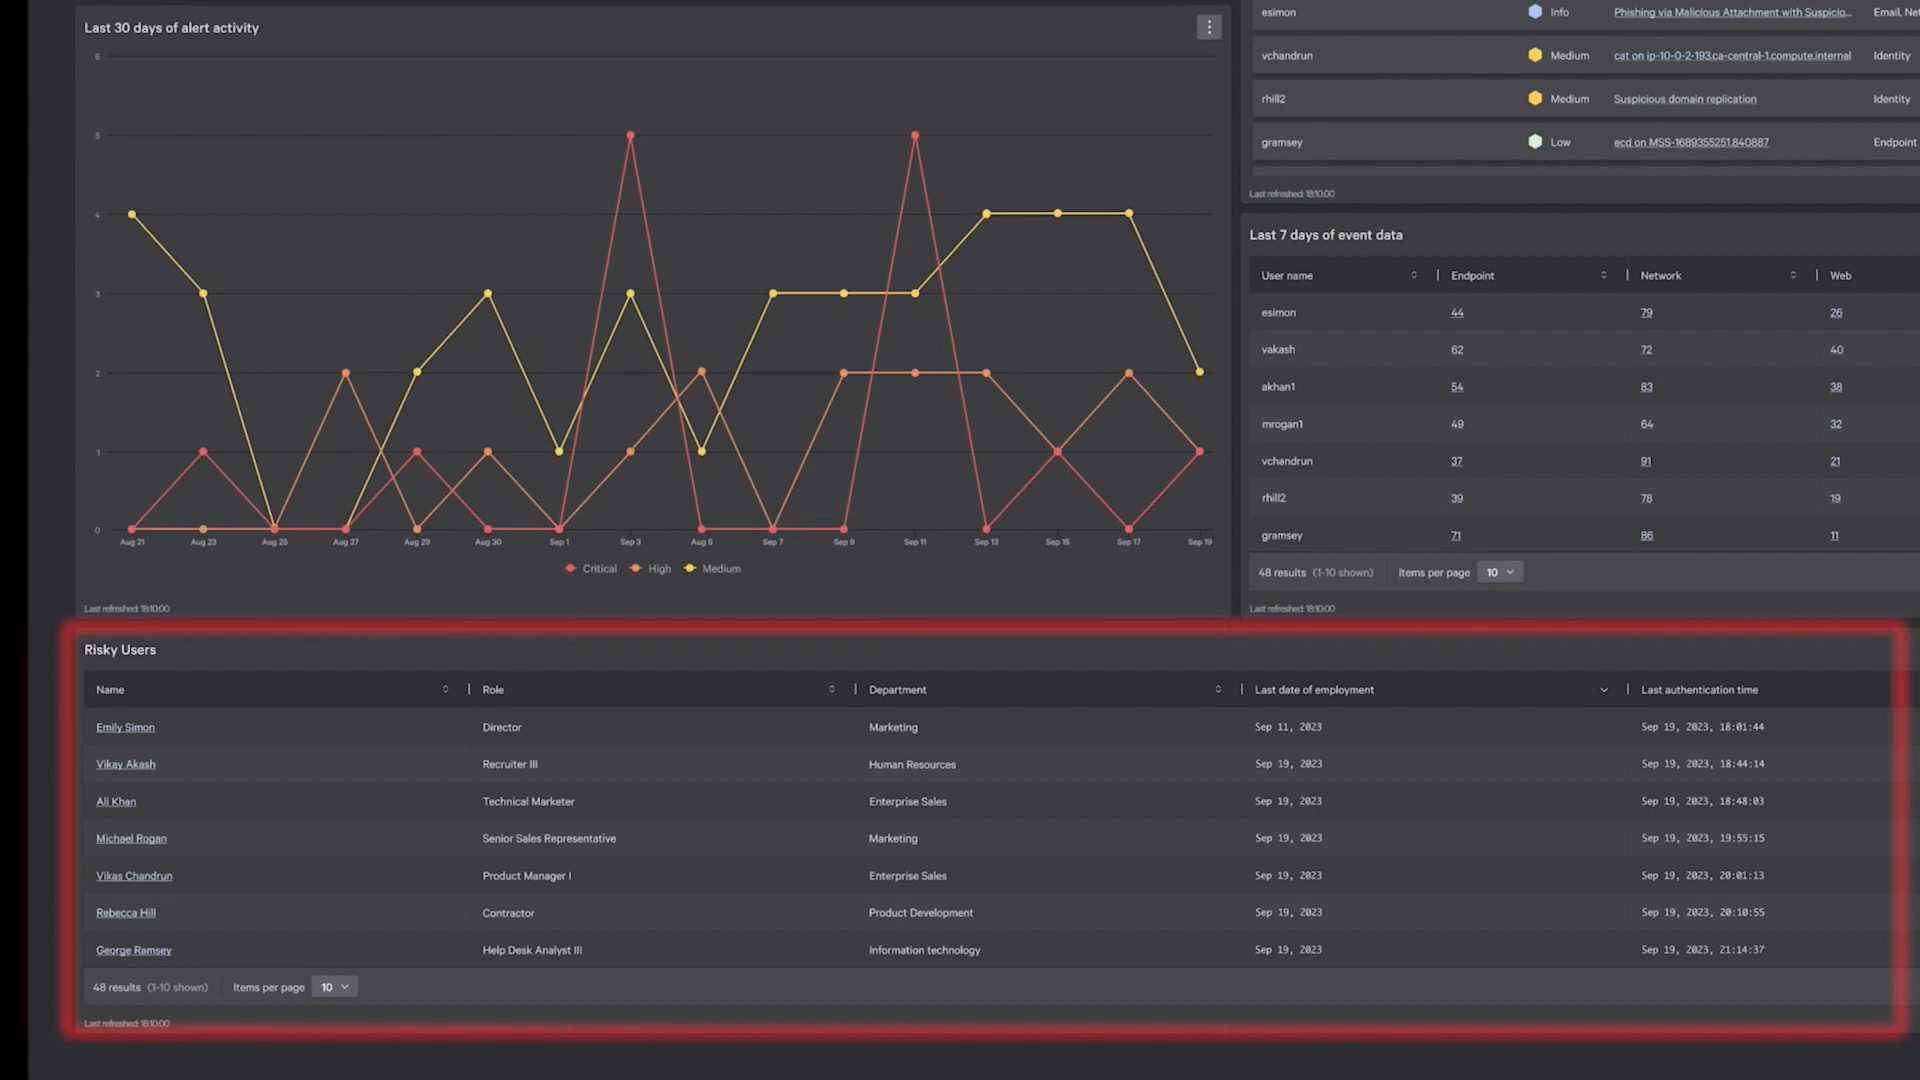 Last 30 days of alert activity
6
5
4
3
2
1
0
Aug 21 Aug 23 Aug 25 Aug 27 Aug 29 Aug 30 Sep 1 Sep 3 Aug 5 Sep 7 Sep 9 Sep 11 Sep 13 Sep 15 Sep 17 Sep 19
Critical High Medium
Last refreshed: 18:10:00
esimon Info Phishing via Malicious Attachment with Suspicio... Email, Net
vchandrun Medium cat on ip-10-0-2-193.ca-central-1.compute.internal Identity
rhill2 Medium Suspicious domain replication Identity
gramsey Low ecd on MSS-1689355251.840887 Endpoint
Last refreshed: 18:10:00
Last 7 days of event data
User name | Endpoint | Network | Web
esimon 44 79 26
vakash 62 72 40
akhan1 54 83 38
mrogan1 49 64 32
vchandrun 37 91 21
rhill2 39 78 19
gramsey 71 86 11
48 results (1-10 shown) Items per page 10
Last refreshed: 18:10:00
Risky Users
Name | Role | Department | Last date of employment | Last authentication time
Emily Simon Director Marketing Sep 11, 2023 Sep 19, 2023, 18:01:44
Vikay Akash Recruiter III Human Resources Sep 19, 2023 Sep 19, 2023, 18:44:14
Ali Khan Technical Marketer Enterprise Sales Sep 19, 2023 Sep 19, 2023, 18:48:03
Michael Rogan Senior Sales Representative Marketing Sep 19, 2023 Sep 19, 2023, 19:55:15
Vikas Chandrun Product Manager I Enterprise Sales Sep 19, 2023 Sep 19, 2023, 20:01:13
Rebecca Hill Contractor Product Development Sep 19, 2023 Sep 19, 2023, 20:10:55
George Ramsey Help Desk Analyst III Information technology Sep 19, 2023 Sep 19, 2023, 21:14:37
48 results (1-10 shown) Items per page 10
Last refreshed: 18:10:00